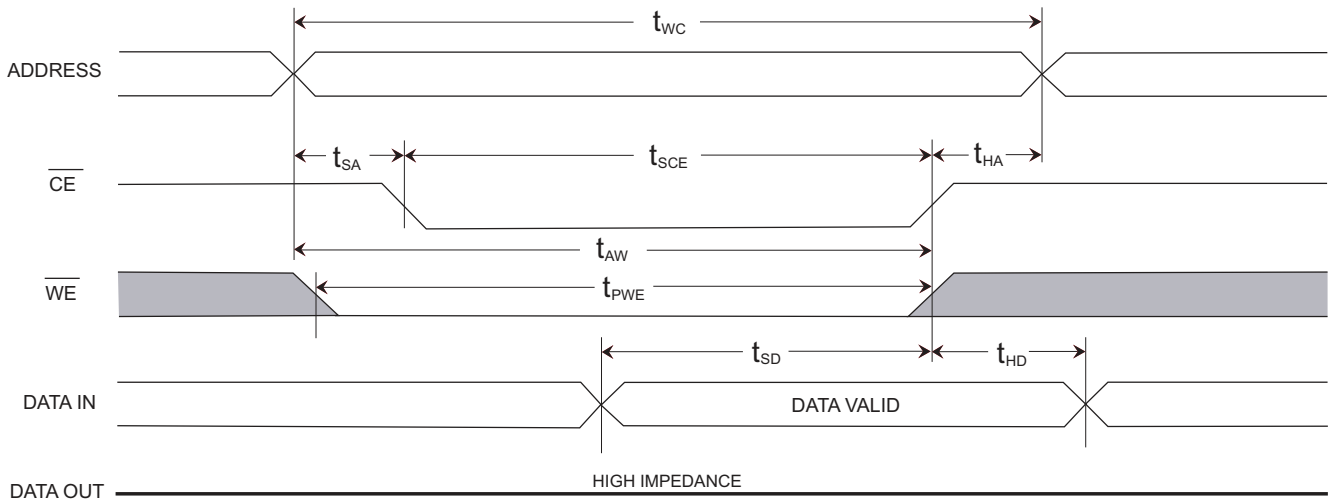 tWC
ADDRESS
tSA
tSCE
tHA
CE
tAW
WE
tPWE
tSD
tHD
DATA IN
DATA VALID
DATA OUT
HIGH IMPEDANCE